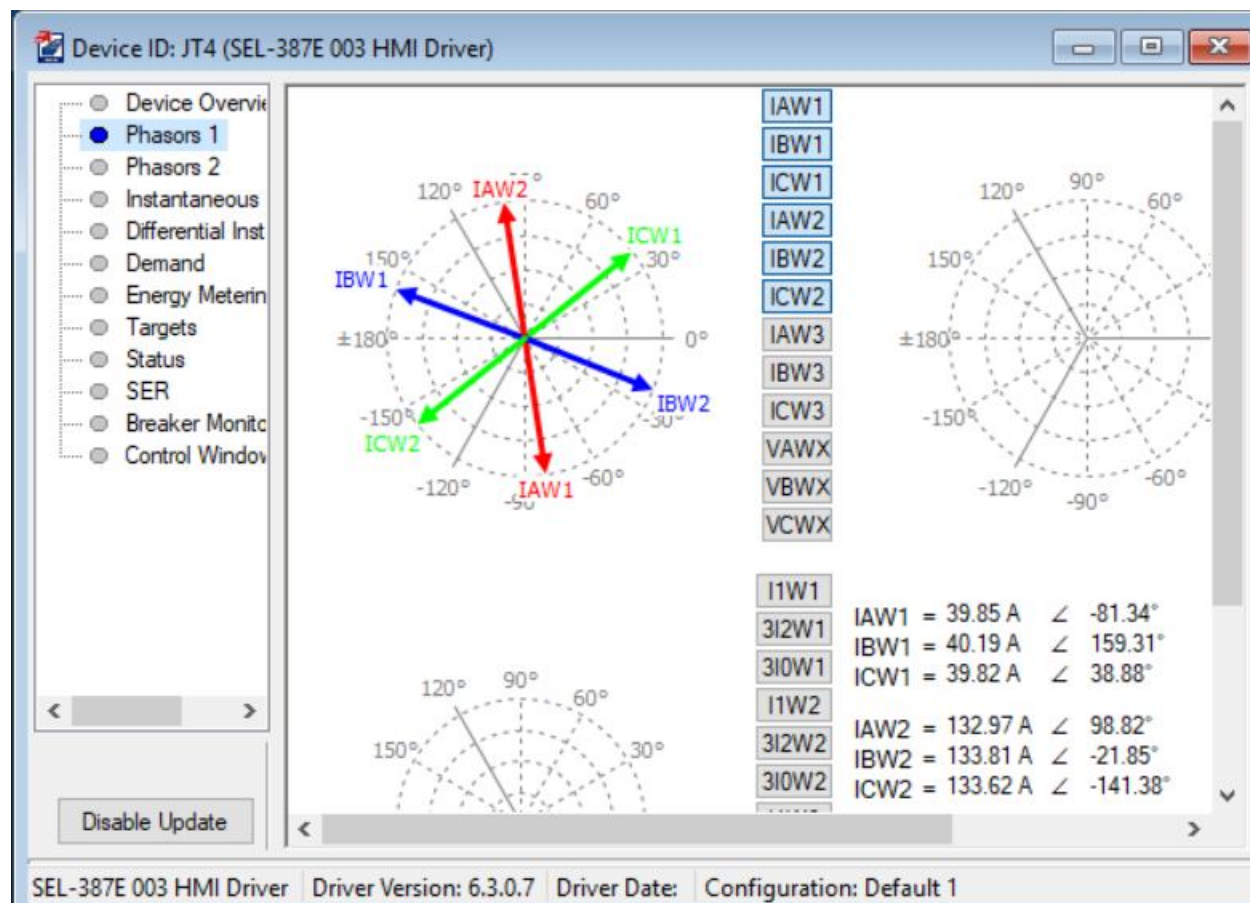 Device ID: JT4 (SEL-387E 003 HMI Driver)
Device Overvie
Phasors 1
Phasors 2
Instantaneous
Differential Inst
Demand
Energy Meterin
Targets
Status
SER
Breaker Monito
Control Window
Disable Update
120° IAW2 60°
ICW1
150° 30°
IBW1
±180° 0°
IBW2
-150° -30°
ICW2
-120° IAW1 -60°
-90°
IAW1
IBW1
ICW1
IAW2
IBW2
ICW2
IAW3
IBW3
ICW3
VAWX
VBWX
VCWX
120° 90° 60°
150°
±180°
-150°
-120° -90° -60°
120° 90° 60°
150° 30°
I1W1
3I2W1
3I0W1
I1W2
3I2W2
3I0W2
IAW1 = 39.85 A ∠ -81.34°
IBW1 = 40.19 A ∠ 159.31°
ICW1 = 39.82 A ∠ 38.88°
IAW2 = 132.97 A ∠ 98.82°
IBW2 = 133.81 A ∠ -21.85°
ICW2 = 133.62 A ∠ -141.38°
SEL-387E 003 HMI Driver Driver Version: 6.3.0.7 Driver Date: Configuration: Default 1